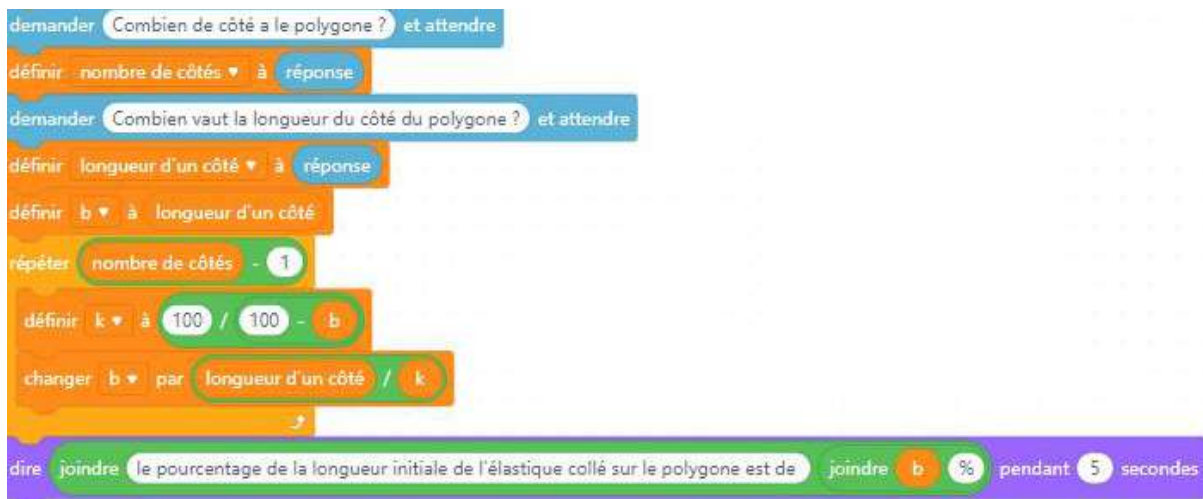 demander Combien de côté a le polygone ? et attendre
définir nombre de côtés ▾ à réponse
demander Combien vaut la longueur du côté du polygone ? et attendre
définir longueur d'un côté ▾ à réponse
définir b ▾ à longueur d'un côté
répéter nombre de côtés - 1
définir k ▾ à 100 / 100 - b
changer b ▾ par longueur d'un côté / k
dire joindre le pourcentage de la longueur initiale de l'élastique collé sur le polygone est de joindre b % pendant 5 secondes